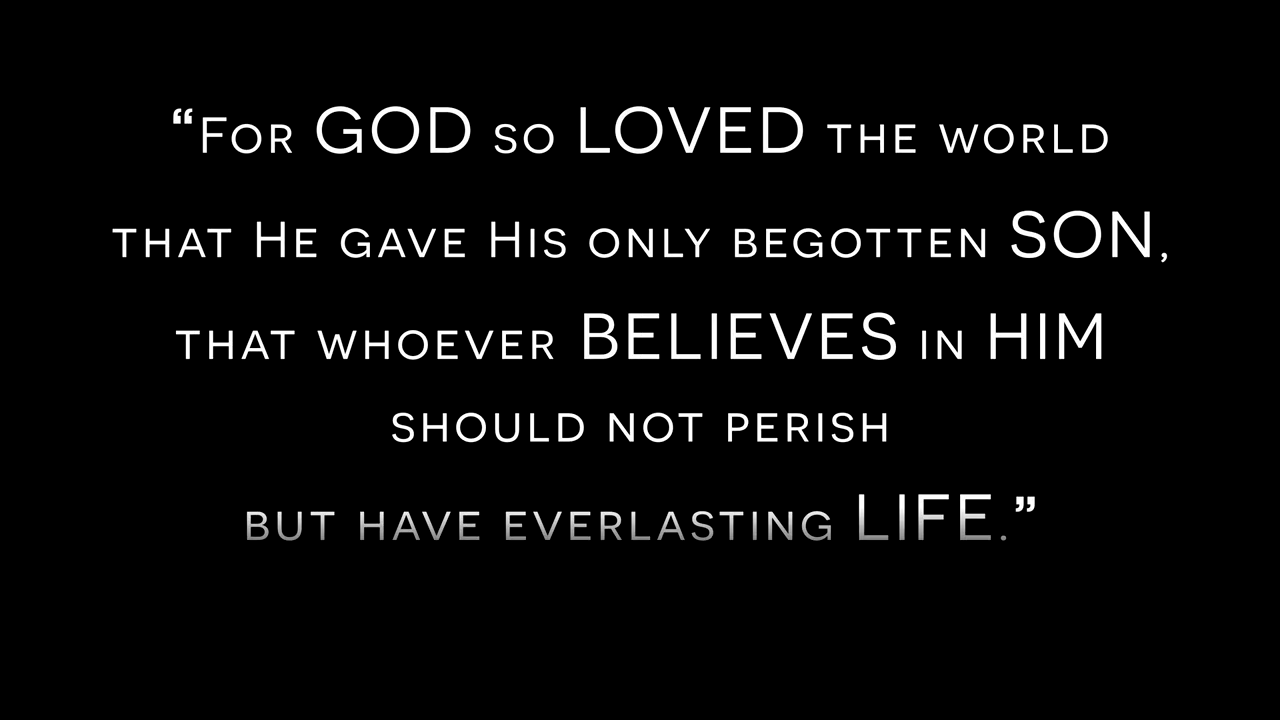 “For GOD so LOVED the world
that He gave His only begotten SON,
that whoever BELIEVES in HIM
should not perish
but have everlasting LIFE.”